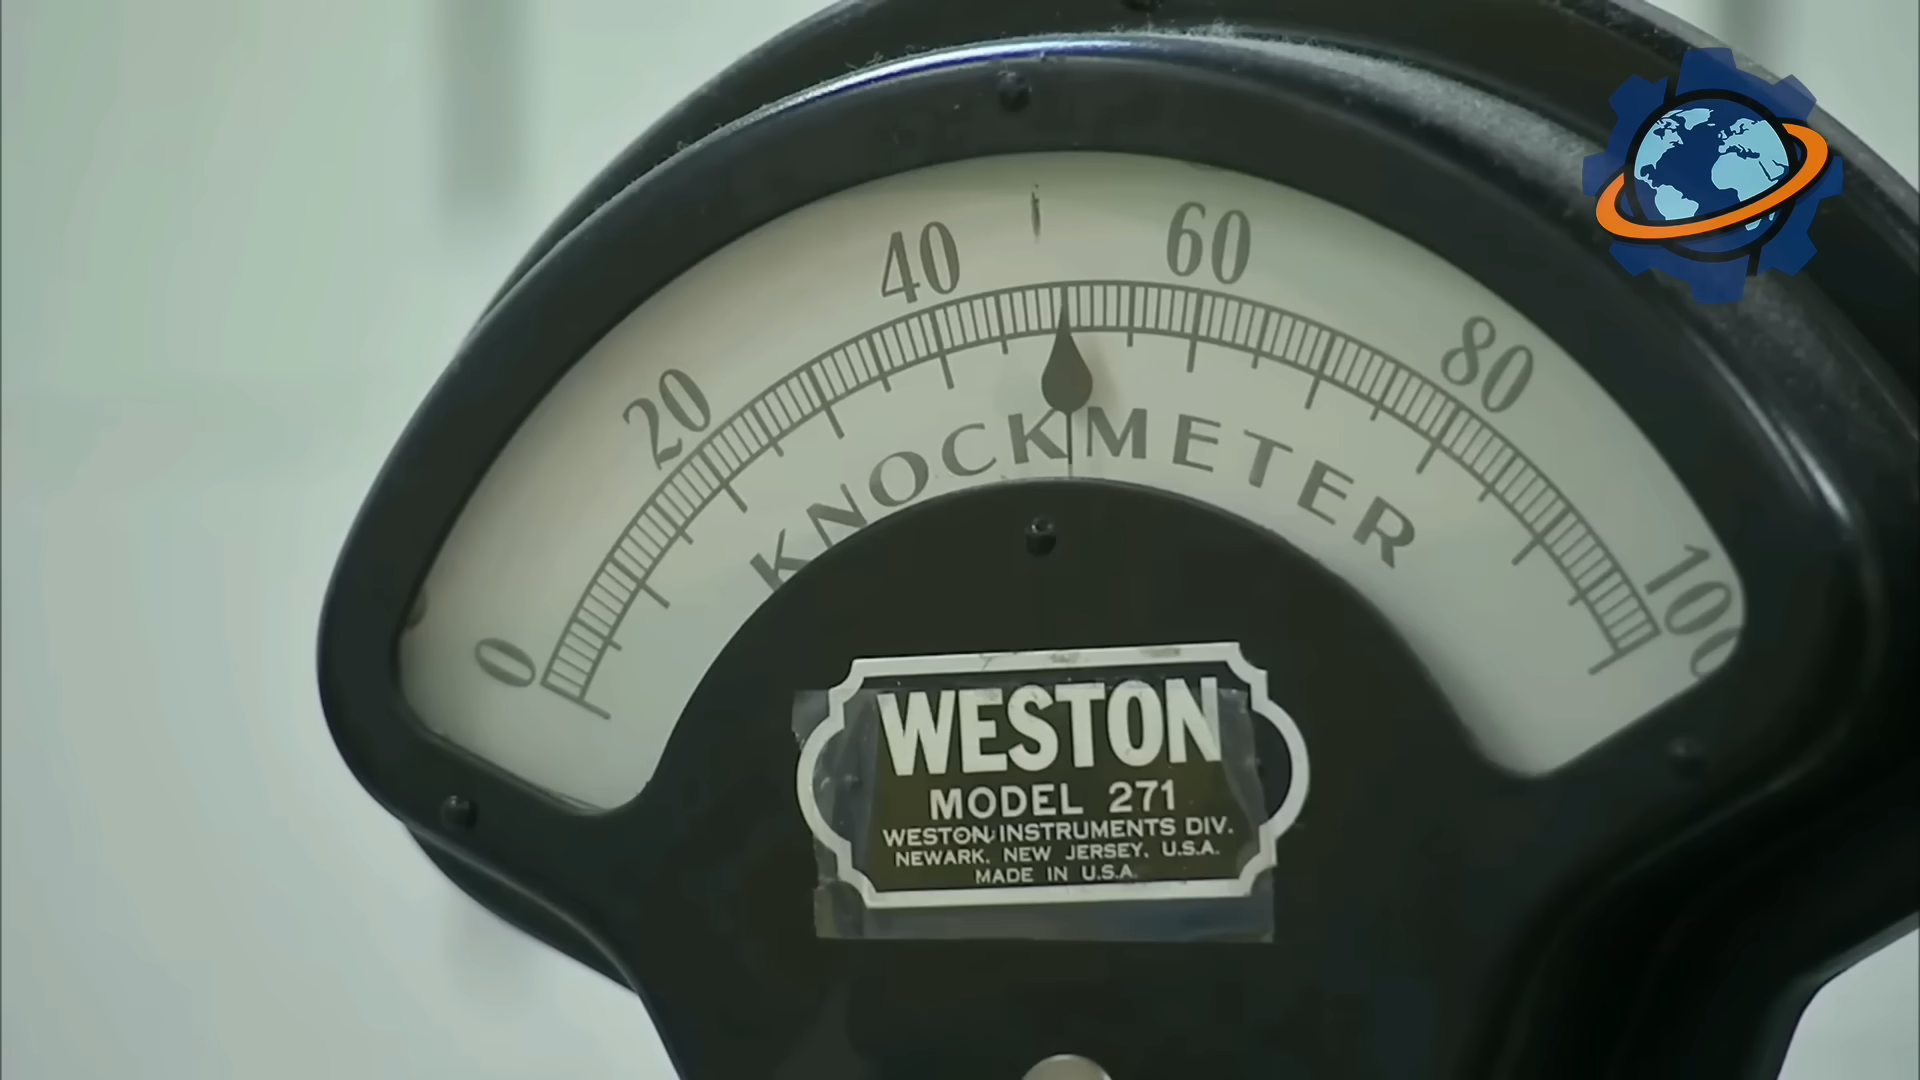 0 20 40 60 80 100
KNOCKMETER
WESTON
MODEL 271
WESTON INSTRUMENTS DIV.
NEWARK, NEW JERSEY, U.S.A.
MADE IN U.S.A.